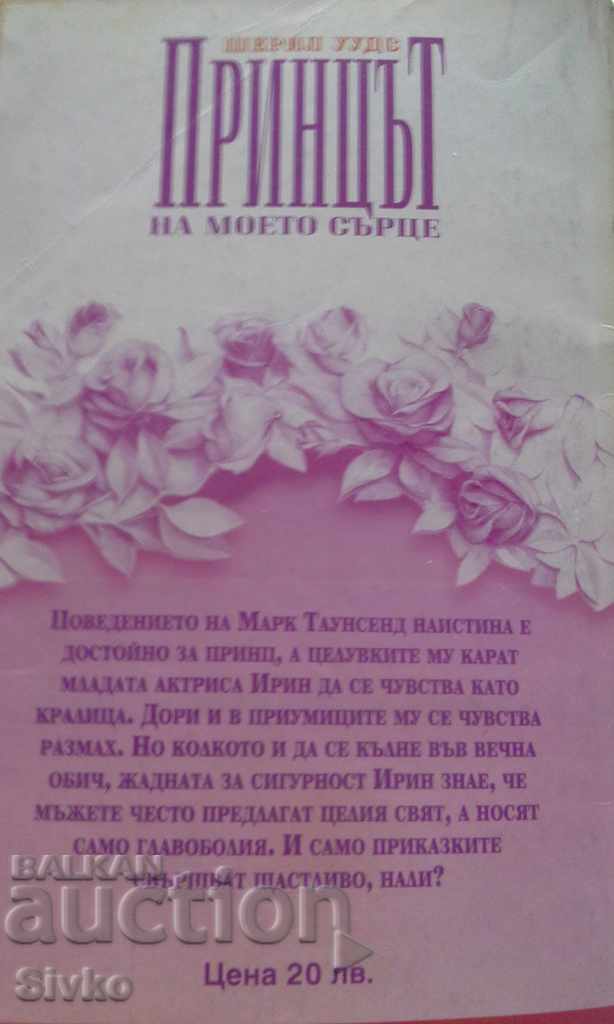 ШЕРИЛ УУДС
ПРИНЦЪТ
НА МОЕТО СЪРЦЕ
ПОВЕДЕНИЕТО НА МАРК ТАУНСЕНД НАИСТИНА Е
ДОСТОЙНО ЗА ПРИНЦ, А ЦЕЛУВКИТЕ МУ КАРАТ
МЛАДАТА АКТРИСА ИРИН ДА СЕ ЧУВСТВА КАТО
КРАЛИЦА. ДОРИ И В ПРИУМИЦИТЕ МУ СЕ ЧУВСТВА
РАЗМАХ. НО КОЛКОТО И ДА СЕ КЪЛНЕ ВЪВ ВЕЧНА
ОБИЧ, ЖАДНАТА ЗА СИГУРНОСТ ИРИН ЗНАЕ, ЧЕ
МЪЖЕТЕ ЧЕСТО ПРЕДЛАГАТ ЦЕЛИЯ СВЯТ, А НОСЯТ
САМО ГЛАВОБОЛИЯ. И САМО ПРИКАЗКИТЕ
СВЪРШВАТ ЩАСТЛИВО, НАЛИ?
BALKAN
auction
Sivko
Цена 20 лв.